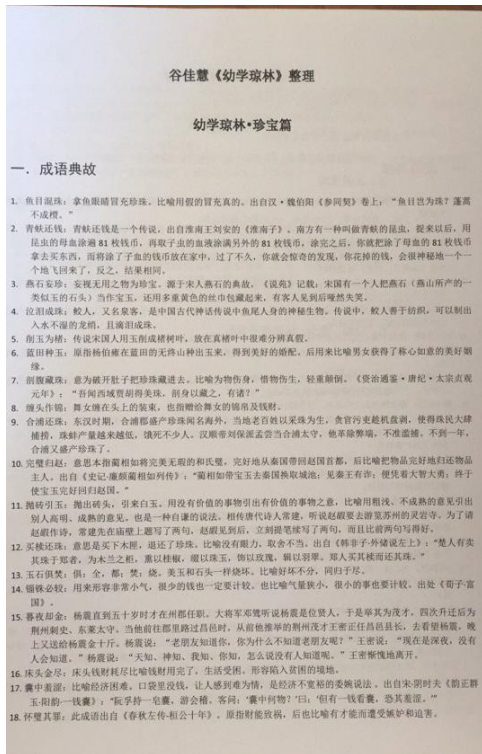 谷佳慧《幼学琼林》整理
幼学琼林•珍宝篇
一．成语典故
1. 鱼目混珠：拿鱼眼睛冒充珍珠。比喻用假的冒充真的。出自汉·魏伯阳《参同契》卷上：“鱼目岂为珠？蓬蒿
不成槚。”
2. 青蚨还钱：青蚨还钱是一个传说，出自淮南王刘安的《淮南子》。南方有一种叫做青蚨的昆虫，捉来以后，用
昆虫的母血涂遍 81 枚钱币，再取子虫的血液涂满另外的 81 枚钱币。涂完之后，你就把涂了母血的 81 枚钱币
拿去买东西，而将涂了子血的钱币放在家中，过了不久，你就会惊奇的发现，你花掉的钱，会很神秘地一个一
个地飞回来了，反之，结果相同。
3. 燕石妄珍：妄视无用之物为珍宝。源于宋人燕石的典故，《说苑》记载：宋国有一个人把燕石（燕山所产的一
类似玉的石头）当作宝玉，还用多重黄色的丝巾包藏起来，有客人见到后哑然失笑。
4. 泣泪成珠：鲛人，又名泉客，是中国古代神话传说中鱼尾人身的神秘生物。传说中，鲛人善于纺织，可以制出
入水不湿的龙绡，且滴泪成珠。
5. 削玉为楮：传说宋国人用玉削成楮树叶，放在真楮叶中很难分辨真假。
6. 蓝田种玉：原指杨伯雍在蓝田的无终山种出玉来，得到美好的婚配。后用来比喻男女获得了称心如意的美好姻
缘。
7. 剖腹藏珠：意为破开肚子把珍珠藏进去。比喻为物伤身，惜物伤生，轻重颠倒。《资治通鉴·唐纪·太宗贞观
元年》：“吾闻西域贾胡得美珠，剖身以藏之，有诸？”
8. 缠头作锦：舞女缠在头上的装束，也指赠给舞女的锦帛及钱财。
9. 合浦还珠：东汉时期，合浦郡盛产珍珠闻名海外，当地老百姓以采珠为生，贪官污吏趁机盘剥，使得珠民大肆
捕捞，珠蚌产量越来越低，饿死不少人。汉顺帝刘保派孟尝当合浦太守，他革除弊端，不准滥捕。不到一年，
合浦又盛产珍珠了。
10. 完璧归赵：意思本指蔺相如将完美无瑕的和氏璧，完好地从秦国带回赵国首都，后比喻把物品完好地归还物品
主人。出自《史记·廉颇蔺相如列传》：“蔺相如带宝玉去秦国换取城池；见秦王有诈；便凭着大智大勇；终于
使宝玉完好回归赵国。”
11. 抛砖引玉：抛出砖头，引来白玉。用没有价值的事物引出有价值的事物之意，比喻用粗浅、不成熟的意见引出
别人高明、成熟的意见，也是一种自谦的说法。相传唐代诗人常建，听说赵嘏要去游览苏州的灵岩寺。为了请
赵嘏作诗，常建先在庙壁上题写了两句，赵嘏见到后，立刻提笔续写了两句，而且比前两句写得好。
12. 买椟还珠：意思是买下木匣，退还了珍珠。比喻没有眼力，取舍不当。出自《韩非子·外储说左上》：“楚人有卖
其珠于郑者，为木兰之柜，熏以桂椒，缀以珠玉，饰以玫瑰，辑以羽翠。郑人买其椟而还其珠。”
13. 玉石俱焚：俱：全，都；焚：烧。美玉和石头一样烧坏。比喻好坏不分，同归于尽。
14. 锱铢必较：用来形容非常小气，很少的钱也一定要计较。也比喻气量狭小，很小的事也要计较。出处《荀子·富
国》。
15. 暮夜却金：杨震直到五十岁时才在州郡任职。大将军邓骘听说杨震是位贤人，于是举其为茂才，四次升迁后为
荆州刺史、东莱太守。当他前往郡里路过昌邑时，从前他推举的荆州茂才王密正任昌邑县长，去看望杨震，晚
上又送给杨震金十斤。杨震说：“老朋友知道你，你为什么不知道老朋友呢？”王密说：“现在是深夜，没有
人会知道。”杨震说：“天知、神知、我知、你知，怎么说没有人知道呢。”王密惭愧地离开。
16. 床头金尽：床头钱财耗尽比喻钱财用完了，生活受困。形容陷入贫困的境地。
17. 囊中羞涩：比喻经济困难。口袋里没钱，让人感到难为情，是经济不宽裕的委婉说法。出自宋·阴时夫《韵正群
玉·阳韵·一钱囊》：“阮孚持一皂囊，游会稽。客问：‘囊中何物？’曰：‘但有一钱看囊，恐其羞涩。’”
18. 怀璧其罪：此成语出自《春秋左传·桓公十年》。原指财能致祸，后也比喻有才能而遭受嫉妒和迫害。